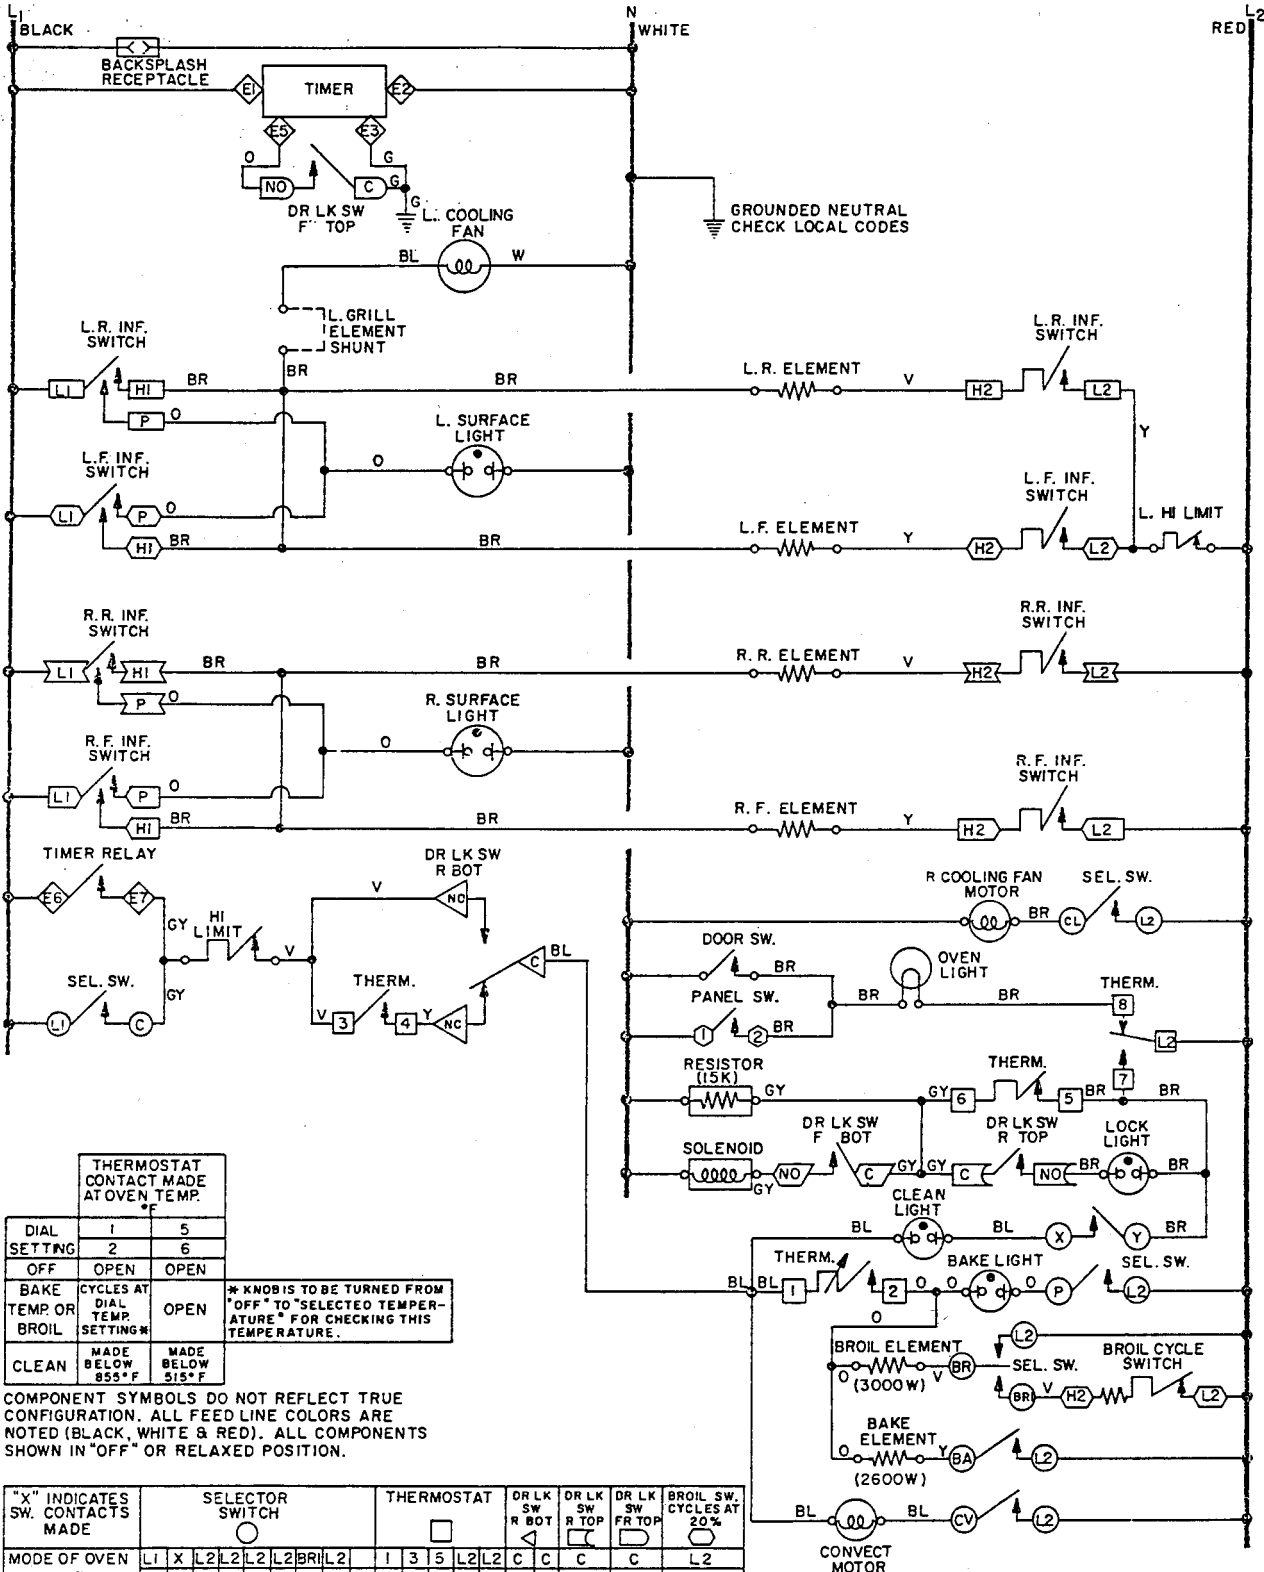 L1 N L2
BLACK WHITE RED
BACKSPLASH
RECEPTACLE
E1 TIMER E2
E5 E3
O G
NO C G
G
DR LK SW
F TOP
L. COOLING
FAN
GROUNDED NEUTRAL
CHECK LOCAL CODES
BL W
L. GRILL
ELEMENT
SHUNT
L.R. INF.
SWITCH
L.R. INF.
SWITCH
L1 H1 BR BR BR L.R. ELEMENT V H2 L2
P O
L. SURFACE
LIGHT
Y
L.F. INF.
SWITCH
O
L.F. INF.
SWITCH
L. HI LIMIT
L1 P O
H1 BR BR L.F. ELEMENT Y H2 L2
R.R. INF.
SWITCH
R.R. INF.
SWITCH
L1 H1 BR BR R.R. ELEMENT V H2 L2
P O
R. SURFACE
LIGHT
R.F. INF.
SWITCH
O
R.F. INF.
SWITCH
L1 P O
H1 BR BR R.F. ELEMENT Y H2 L2
TIMER RELAY
DR LK SW
R BOT
R COOLING FAN
MOTOR
SEL. SW.
E6 E7 V NO
BR CL L2
GY HI
LIMIT
V
C BL
DOOR SW.
BR
OVEN
LIGHT
SEL. SW.
GY
THERM.
PANEL SW.
BR BR
THERM.
8
L1 C V 3 4 Y NC
1 2 BR
L2
RESISTOR
(15K)
THERM.
7
GY GY 6 5 BR BR
DR LK SW
F BOT
DR LK SW
R TOP
LOCK
LIGHT
SOLENOID
GY NO C GY GY C NO BR BR
CLEAN
LIGHT
BL BL X Y BR
THERM. BAKE LIGHT SEL. SW.
BL BL 1 2 O O O P L2
O
BROIL ELEMENT
L2
SEL. SW.
BROIL CYCLE
SWITCH
O (3000W) V BR
BR1 V H2 L2
BAKE
ELEMENT
O Y BA L2
(2600W)
BL BL CV L2
CONVECT
MOTOR
THERMOSTAT
CONTACT MADE
AT OVEN TEMP.
°F
DIAL 1 5
SETTING 2 6
OFF OPEN OPEN
BAKE
TEMP. OR
BROIL
CYCLES AT
DIAL
TEMP.
SETTING*
OPEN
* KNOB IS TO BE TURNED FROM
"OFF" TO "SELECTED TEMPER-
ATURE" FOR CHECKING THIS
TEMPERATURE.
CLEAN
MADE
BELOW
855°F
MADE
BELOW
515°F
COMPONENT SYMBOLS DO NOT REFLECT TRUE
CONFIGURATION. ALL FEED LINE COLORS ARE
NOTED (BLACK, WHITE & RED). ALL COMPONENTS
SHOWN IN "OFF" OR RELAXED POSITION.
"X" INDICATES
SW. CONTACTS
MADE
SELECTOR
SWITCH
THERMOSTAT
DR LK
SW
R BOT
DR LK
SW
R TOP
DR LK
SW
FR TOP
BROIL SW.
CYCLES AT
20%
MODE OF OVEN L1 X L2 L2 L2 L2 BR1 L2 1 3 5 L2 L2 C C C C L2